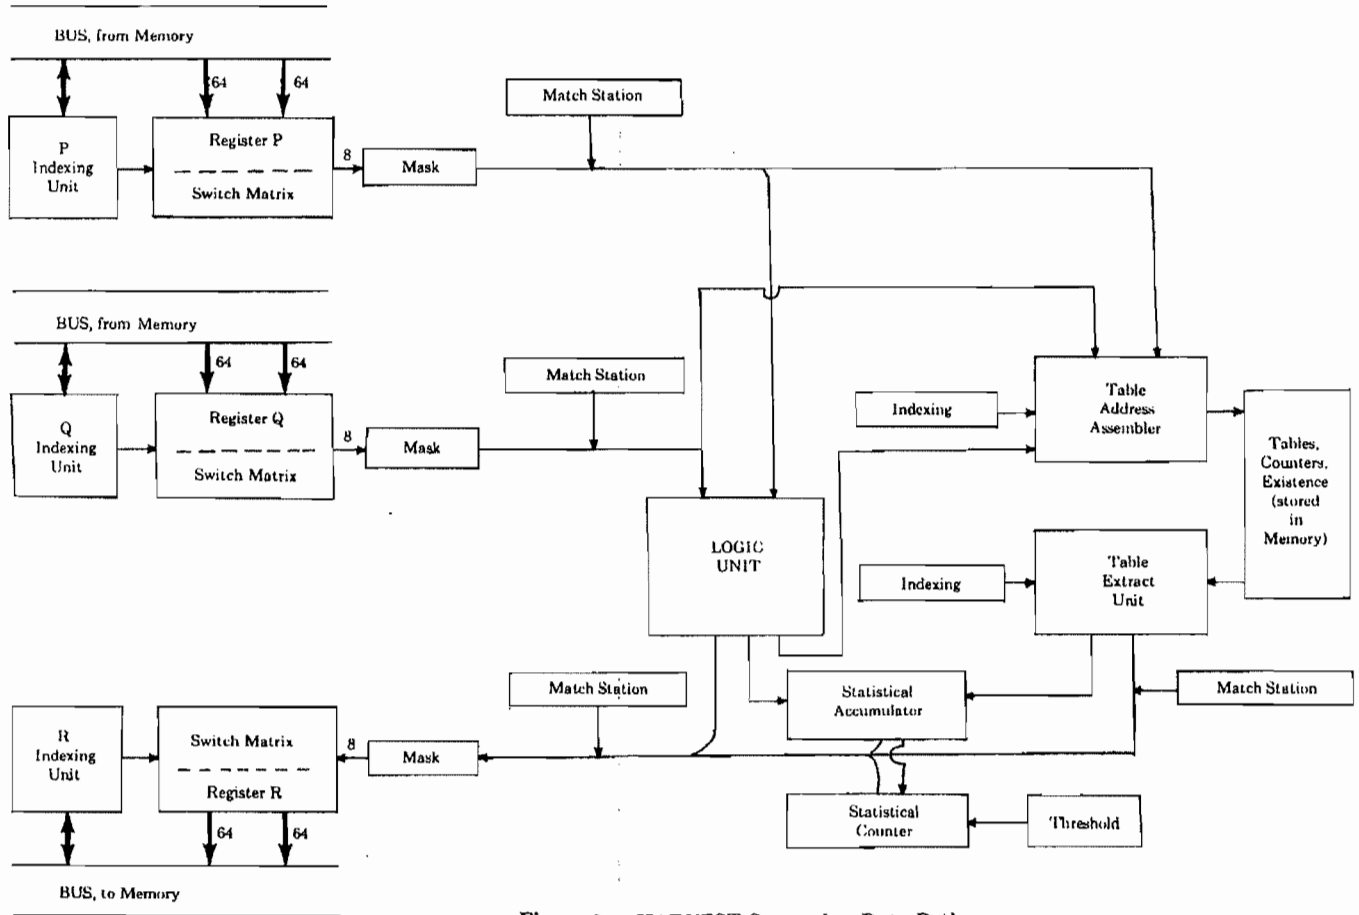 BUS, from Memory
64
64
Match Station
P
Indexing
Unit
Register P
Switch Matrix
8
Mask
BUS, from Memory
64
64
Match Station
Q
Indexing
Unit
Register Q
Switch Matrix
8
Mask
Indexing
Table
Address
Assembler
Tables,
Counters,
Existence
(stored
in
Memory)
LOGIC
UNIT
Indexing
Table
Extract
Unit
Match Station
Statistical
Accumulator
Match Station
R
Indexing
Unit
Switch Matrix
Register R
8
Mask
64
64
Statistical
Counter
Threshold
BUS, to Memory